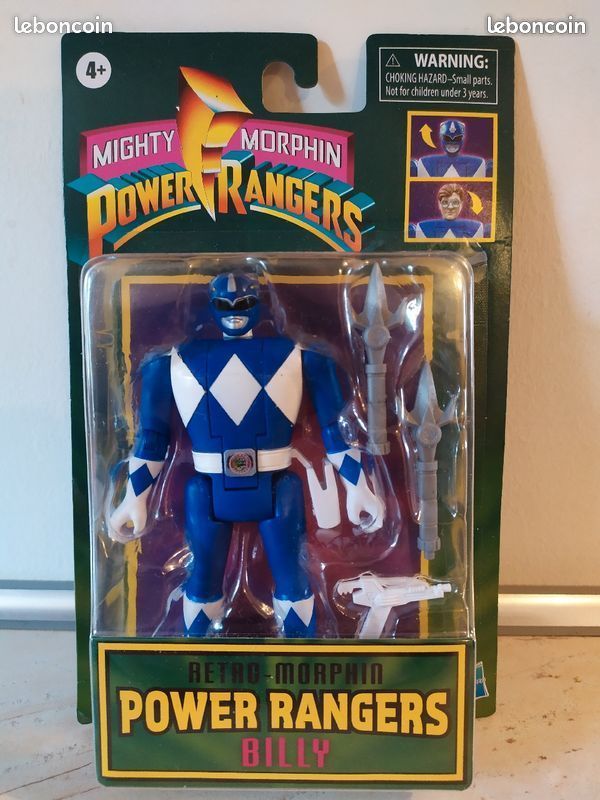 leboncoin
leboncoin
4+
WARNING:
CHOKING HAZARD–Small parts.
Not for children under 3 years.
MIGHTY MORPHIN
POWER RANGERS
RETRO-MORPHIN
POWER RANGERS
BILLY